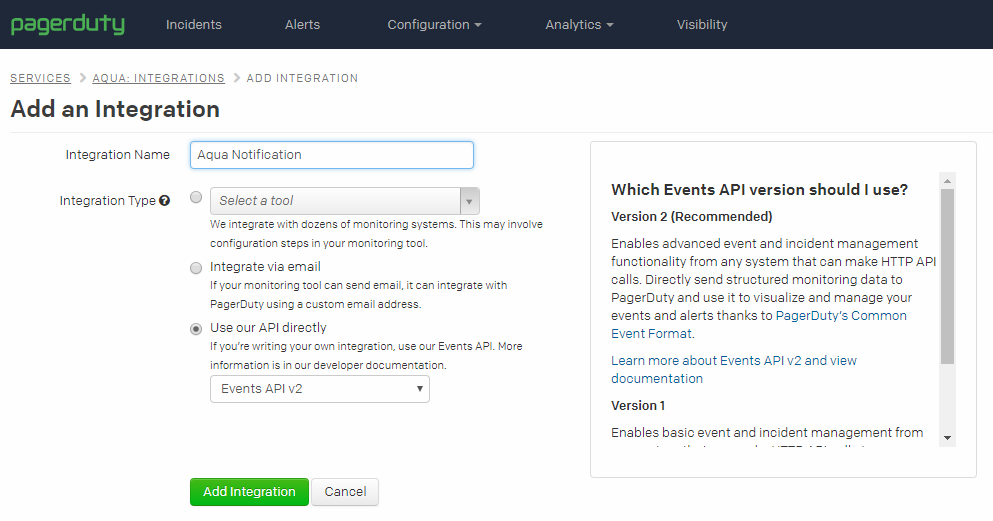 pagerduty
Incidents
Alerts
Configuration
Analytics
Visibility
SERVICES
AQUA: INTEGRATIONS
ADD INTEGRATION
Add an Integration
Integration Name
Aqua Notification
Integration Type
Select a tool
We integrate with dozens of monitoring systems. This may involve
configuration steps in your monitoring tool.
Integrate via email
If your monitoring tool can send email, it can integrate with
PagerDuty using a custom email address.
Use our API directly
If you're writing your own integration, use our Events API. More
information is in our developer documentation.
Events API v2
Add Integration
Cancel
Which Events API version should I use?
Version 2 (Recommended)
Enables advanced event and incident management
functionality from any system that can make HTTP API
calls. Directly send structured monitoring data to
PagerDuty and use it to visualize and manage your
events and alerts thanks to PagerDuty's Common
Event Format.
Learn more about Events API v2 and view
documentation
Version 1
Enables basic event and incident management from